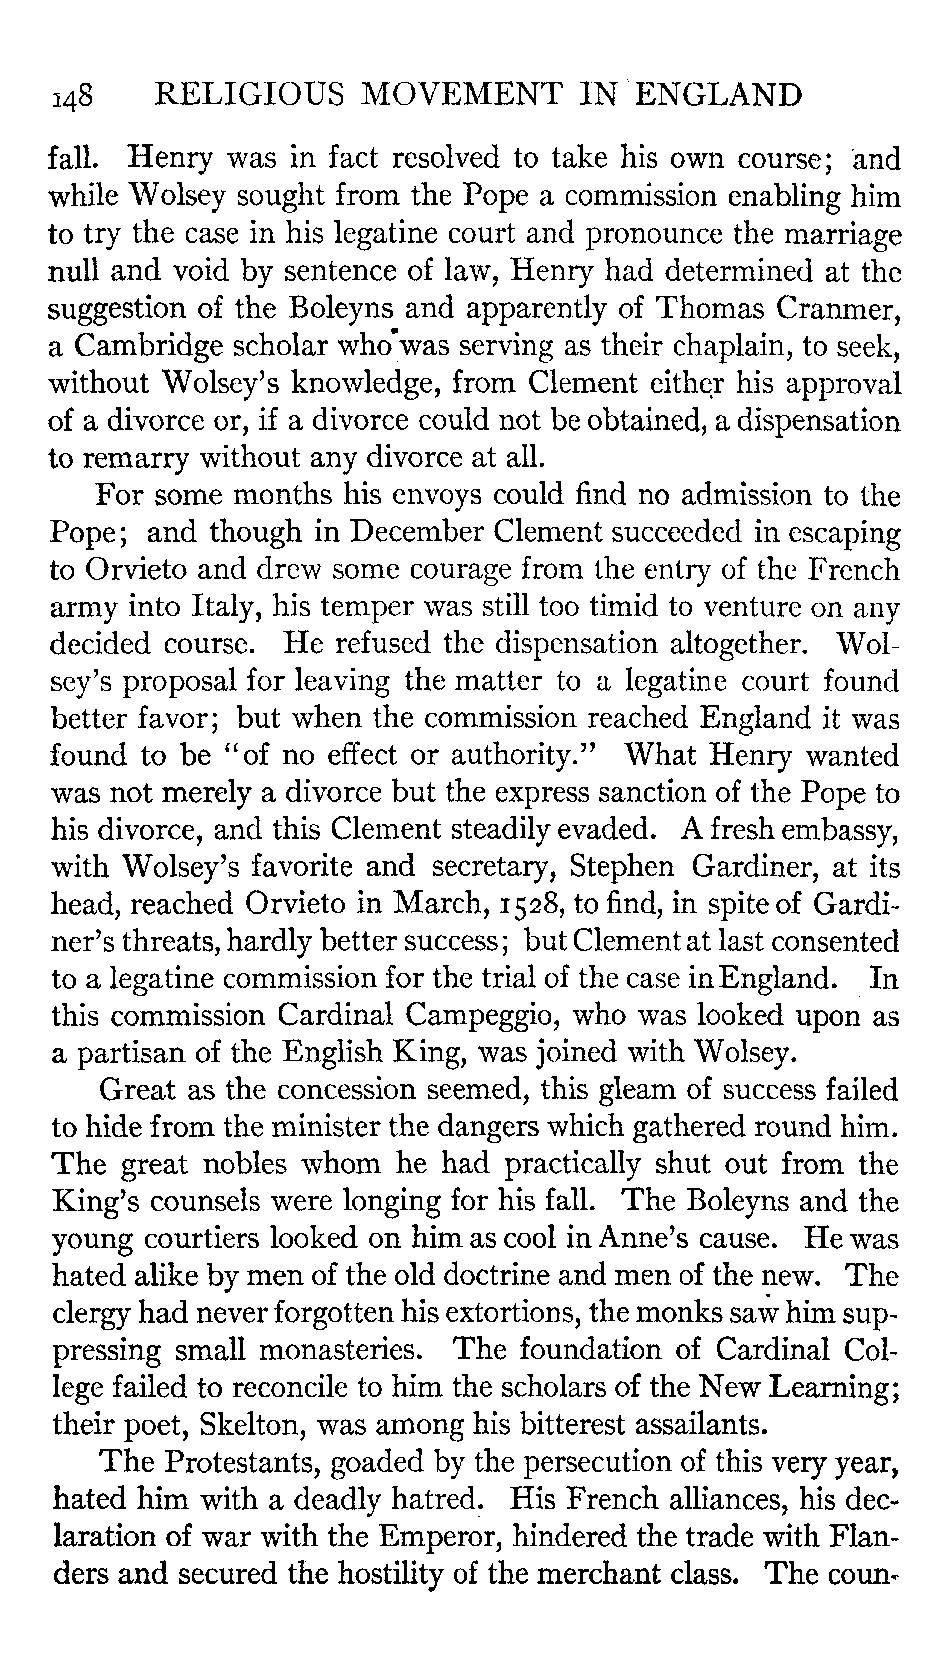 148 RELIGIOUS MOVEMENT IN ENGLAND
fall. Henry was in fact resolved to take his own course; and
while Wolsey sought from the Pope a commission enabling him
to try the case in his legatine court and pronounce the marriage
null and void by sentence of law, Henry had determined at the
suggestion of the Boleyns and apparently of Thomas Cranmer,
a Cambridge scholar who was serving as their chaplain, to seek,
without Wolsey's knowledge, from Clement either his approval
of a divorce or, if a divorce could not be obtained, a dispensation
to remarry without any divorce at all.
For some months his envoys could find no admission to the
Pope; and though in December Clement succeeded in escaping
to Orvieto and drew some courage from the entry of the French
army into Italy, his temper was still too timid to venture on any
decided course. He refused the dispensation altogether. Wol-
sey's proposal for leaving the matter to a legatine court found
better favor; but when the commission reached England it was
found to be "of no effect or authority." What Henry wanted
was not merely a divorce but the express sanction of the Pope to
his divorce, and this Clement steadily evaded. A fresh embassy,
with Wolsey's favorite and secretary, Stephen Gardiner, at its
head, reached Orvieto in March, 1528, to find, in spite of Gardi-
ner's threats, hardly better success; but Clement at last consented
to a legatine commission for the trial of the case in England. In
this commission Cardinal Campeggio, who was looked upon as
a partisan of the English King, was joined with Wolsey.
Great as the concession seemed, this gleam of success failed
to hide from the minister the dangers which gathered round him.
The great nobles whom he had practically shut out from the
King's counsels were longing for his fall. The Boleyns and the
young courtiers looked on him as cool in Anne's cause. He was
hated alike by men of the old doctrine and men of the new. The
clergy had never forgotten his extortions, the monks saw him sup-
pressing small monasteries. The foundation of Cardinal Col-
lege failed to reconcile to him the scholars of the New Learning;
their poet, Skelton, was among his bitterest assailants.
The Protestants, goaded by the persecution of this very year,
hated him with a deadly hatred. His French alliances, his dec-
laration of war with the Emperor, hindered the trade with Flan-
ders and secured the hostility of the merchant class. The coun-